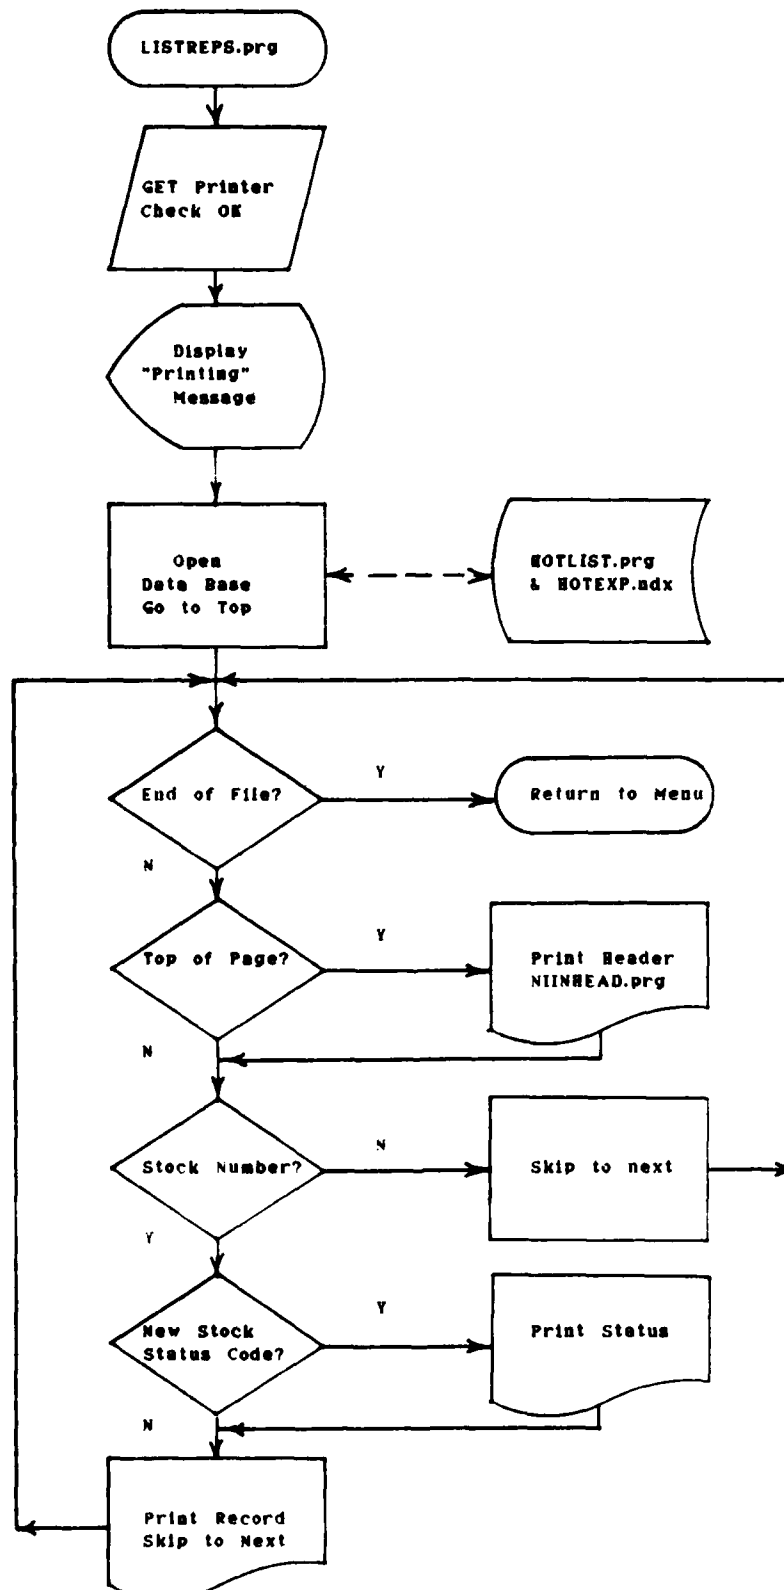 LISTREPS.prg
GET Printer
Check OK
Display
"Printing"
Message
Open
Data Base
Go to Top
HOTLIST.prg
& HOTEXP.ndx
End of File?
Y
Return to Menu
N
Top of Page?
Y
Print Header
NIINHEAD.prg
N
Stock Number?
N
Skip to next
Y
New Stock
Status Code?
Y
Print Status
N
Print Record
Skip to Next